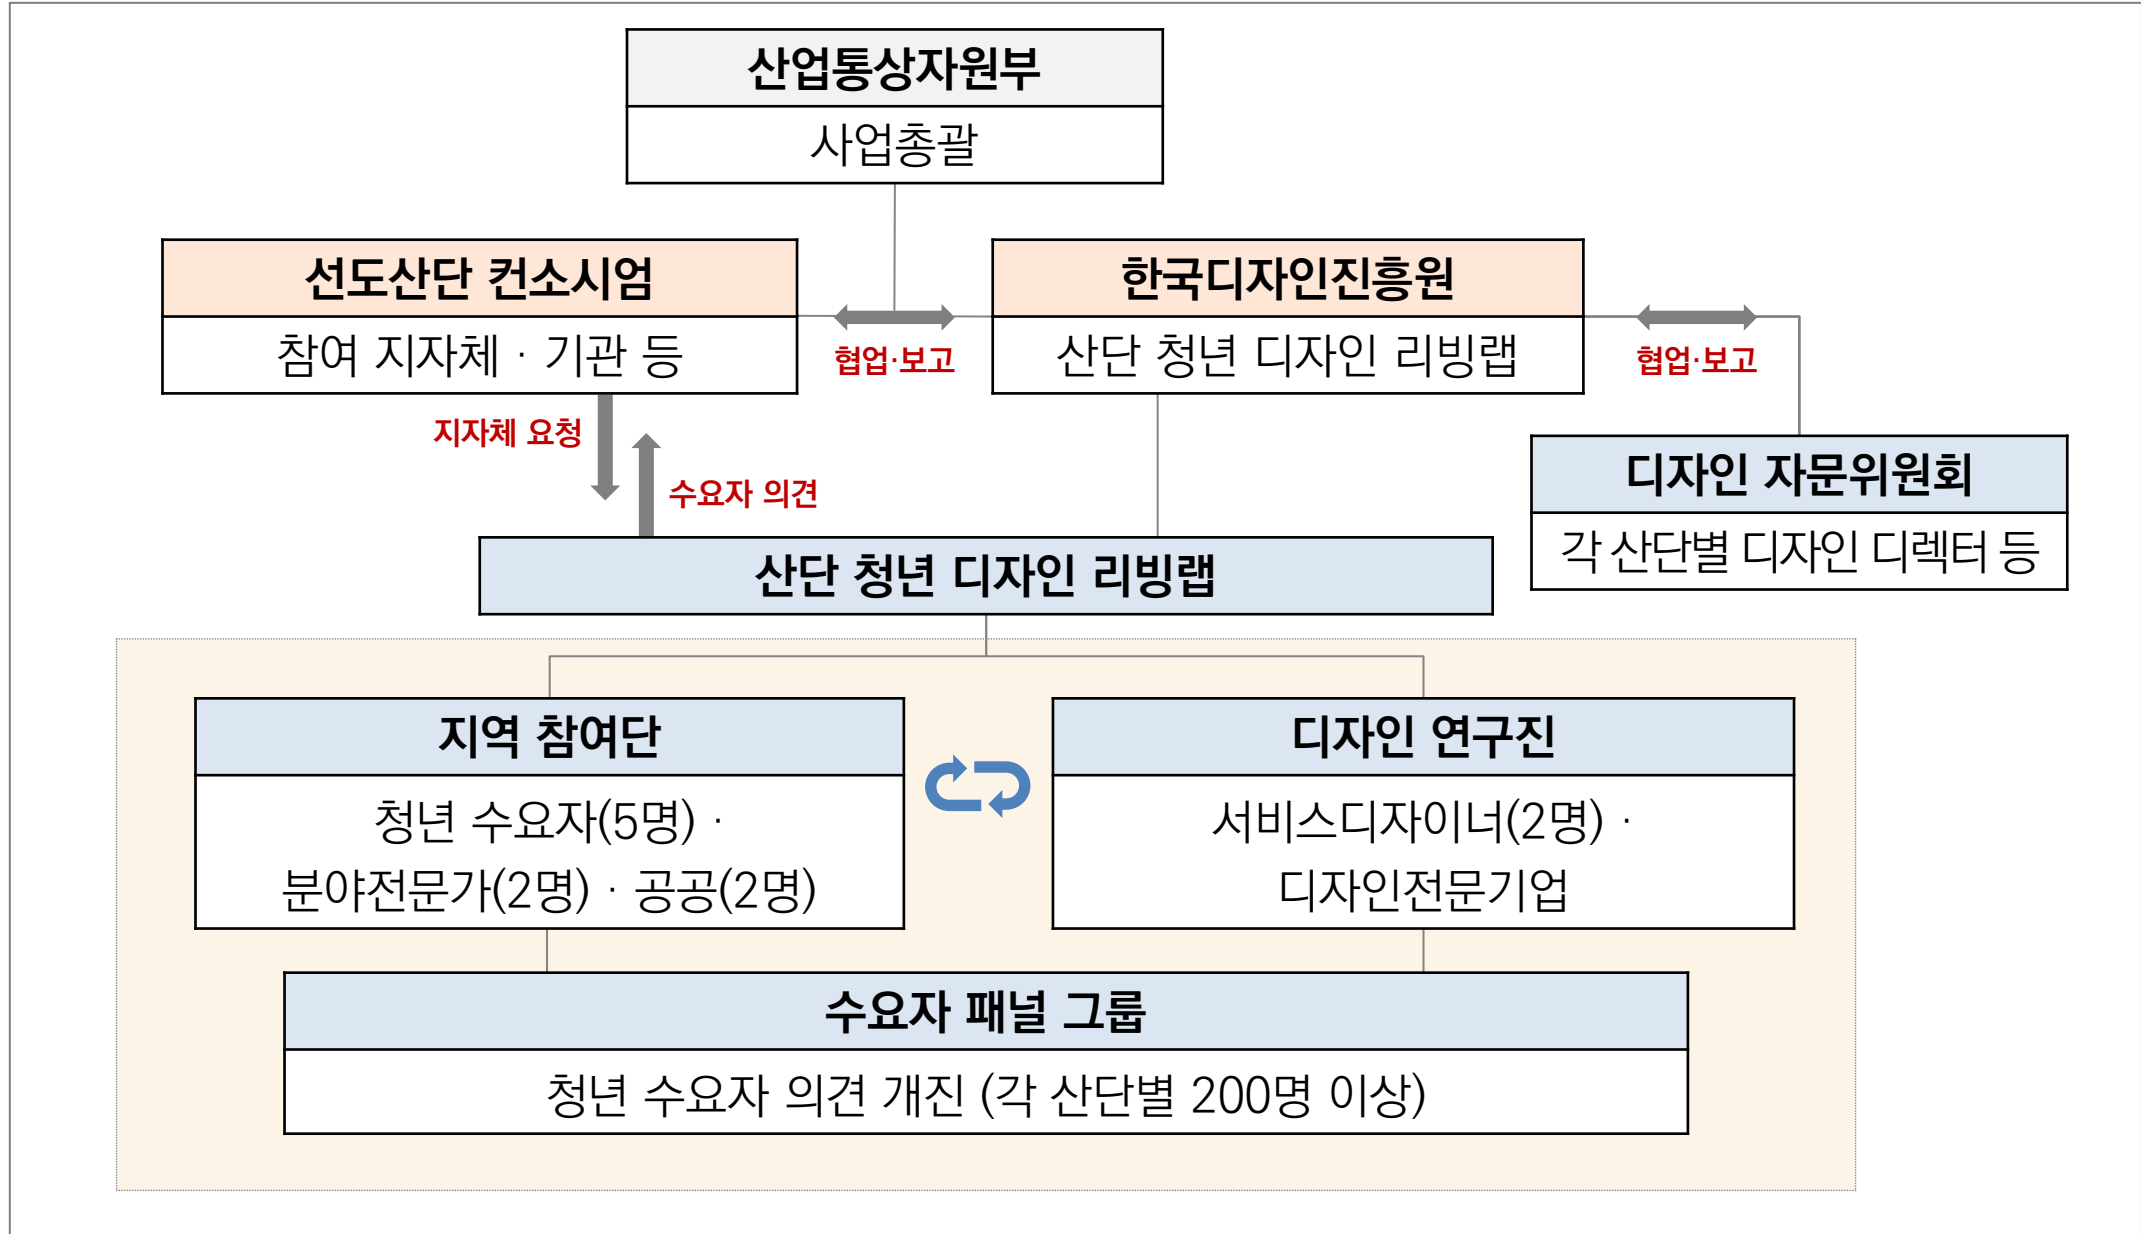 산업통상자원부
사업총괄
선도산단 컨소시엄
참여 지자체 · 기관 등
협업·보고
한국디자인진흥원
산단 청년 디자인 리빙랩
협업·보고
지자체 요청
수요자 의견
디자인 자문위원회
각 산단별 디자인 디렉터 등
산단 청년 디자인 리빙랩
지역 참여단
청년 수요자(5명) ·
분야전문가(2명) · 공공(2명)
디자인 연구진
서비스디자이너(2명) ·
디자인전문기업
수요자 패널 그룹
청년 수요자 의견 개진 (각 산단별 200명 이상)